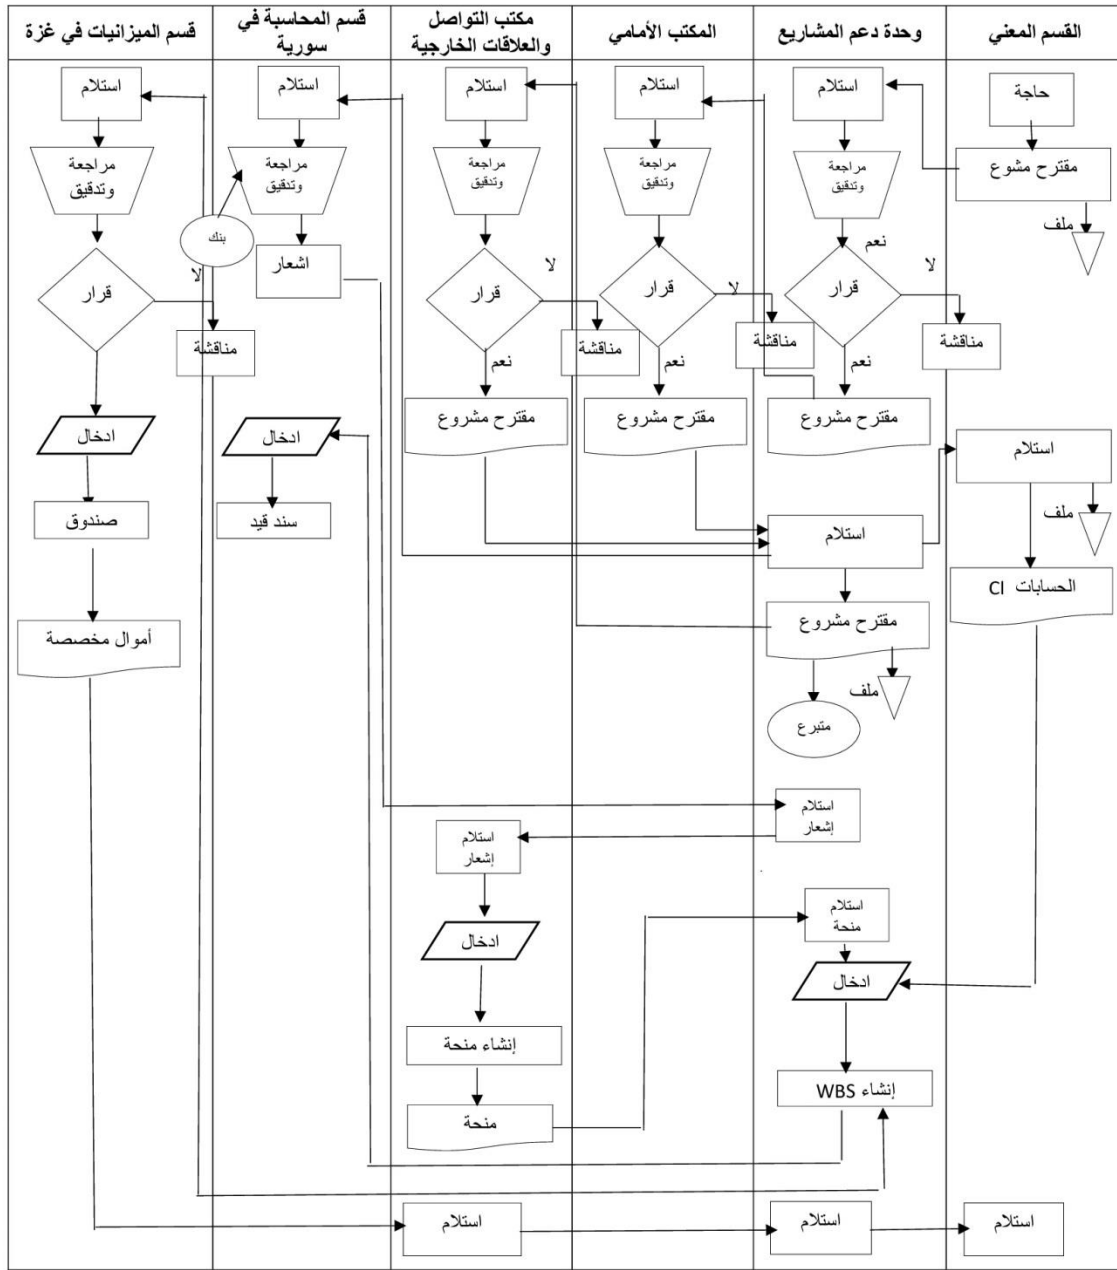 القسم المعني
وحدة دعم المشاريع
المكتب الأمامي
مكتب التواصل
والعلاقات الخارجية
قسم المحاسبة في
سورية
قسم الميزانيات في غزة
حاجة
مقترح مشوع
ملف
استلام
ملف
الحسابات CI
استلام
استلام
مراجعة
وتدقيق
نعم
لا
قرار
مناقشة
نعم
مقترح مشروع
استلام
مقترح مشروع
ملف
متبرع
استلام
إشعار
استلام
منحة
ادخال
إنشاء WBS
استلام
استلام
مراجعة
وتدقيق
لا
قرار
مناقشة
نعم
مقترح مشروع
استلام
مراجعة
وتدقيق
لا
قرار
مناقشة
نعم
مقترح مشروع
استلام
إشعار
ادخال
إنشاء منحة
منحة
استلام
استلام
مراجعة
وتدقيق
بنك
اشعار
ادخال
سند قيد
استلام
مراجعة
وتدقيق
لا
قرار
مناقشة
ادخال
صندوق
أموال مخصصة